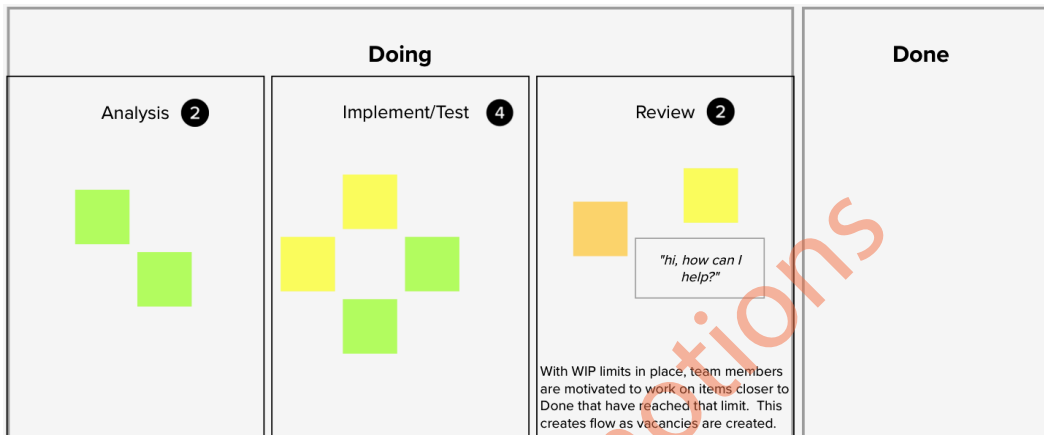 Doing
Done
Analysis 2
Implement/Test 4
Review 2
"hi, how can I
help?"
With WIP limits in place, team members
are motivated to work on items closer to
Done that have reached that limit. This
creates flow as vacancies are created.